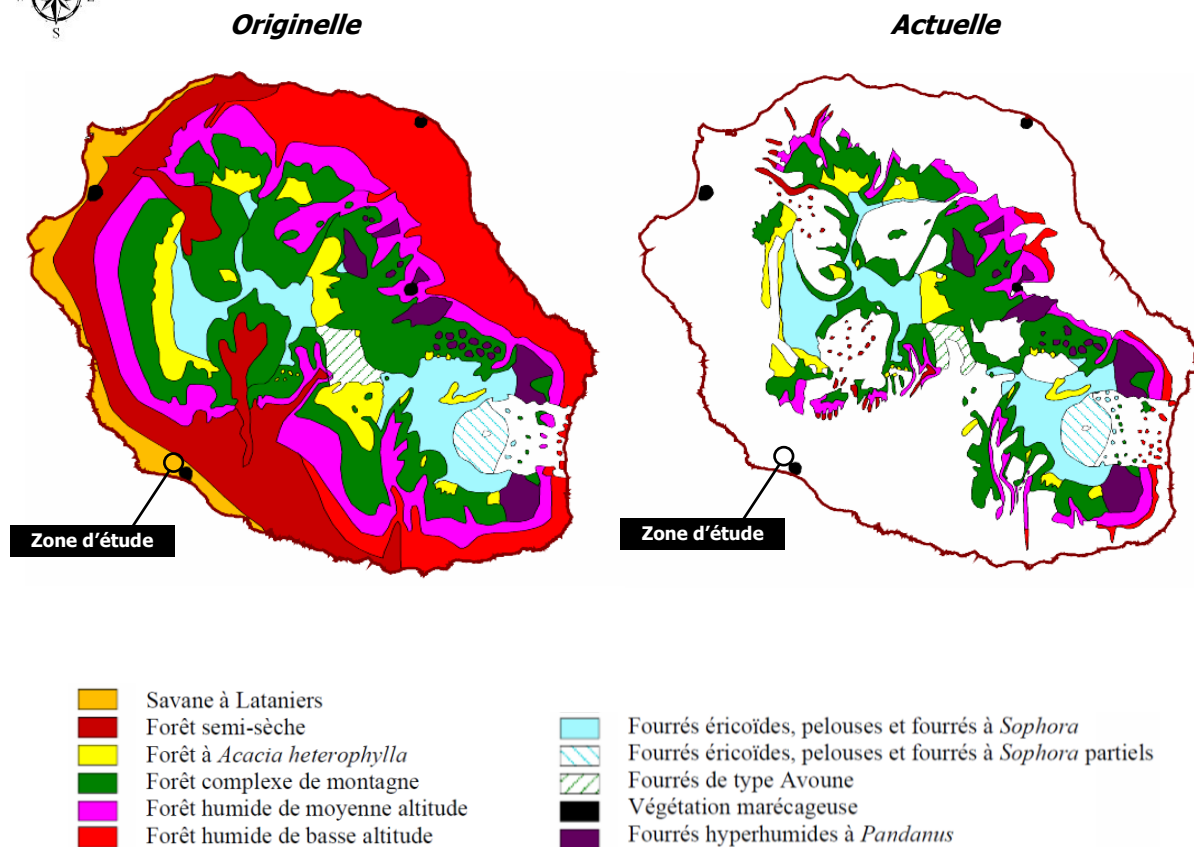 Originelle
Actuelle
S
Zone d'étude
Zone d'étude
Savane à Lataniers
Forêt semi-sèche
Forêt à Acacia heterophylla
Forêt complexe de montagne
Forêt humide de moyenne altitude
Forêt humide de basse altitude
Fourrés éricoïdes, pelouses et fourrés à Sophora
Fourrés éricoïdes, pelouses et fourrés à Sophora partiels
Fourrés de type Avoune
Végétation marécageuse
Fourrés hyperhumides à Pandanus